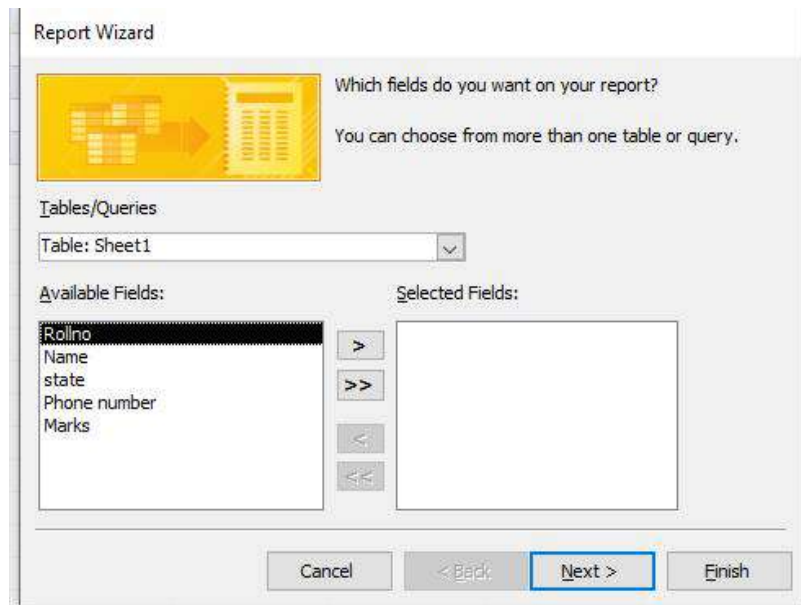 Report Wizard
Which fields do you want on your report?
You can choose from more than one table or query.
Tables/Queries
Table: Sheet1
Available Fields:
Selected Fields:
Rollno
Name
state
Phone number
Marks
>
>>
<
<<
Cancel
< Back
Next >
Finish